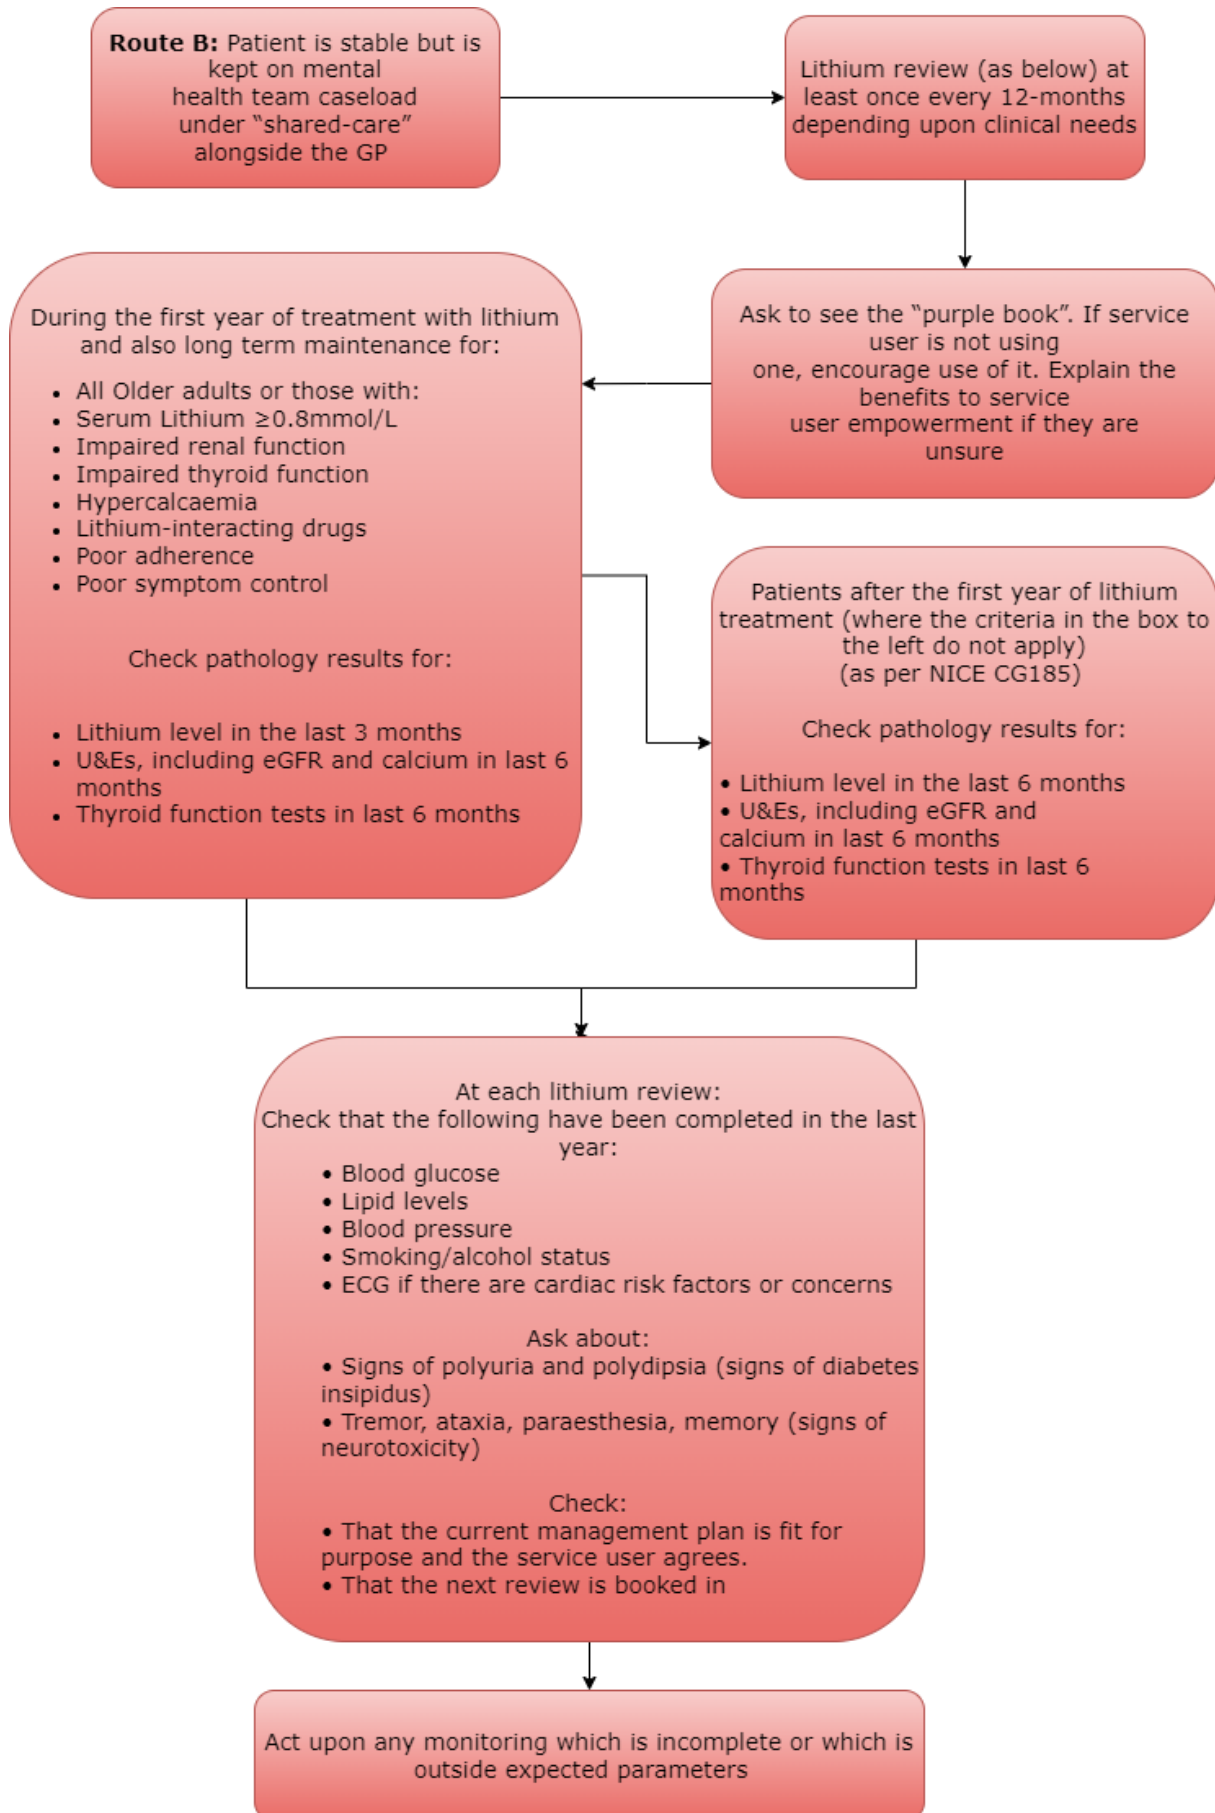 Route B: Patient is stable but is
kept on mental
health team caseload
under “shared-care”
alongside the GP
Lithium review (as below) at
least once every 12-months
depending upon clinical needs
Ask to see the “purple book”. If service
user is not using
one, encourage use of it. Explain the
benefits to service
user empowerment if they are
unsure
During the first year of treatment with lithium
and also long term maintenance for:
• All Older adults or those with:
• Serum Lithium ≥0.8mmol/L
• Impaired renal function
• Impaired thyroid function
• Hypercalcaemia
• Lithium-interacting drugs
• Poor adherence
• Poor symptom control
Check pathology results for:
• Lithium level in the last 3 months
• U&Es, including eGFR and calcium in last 6
months
• Thyroid function tests in last 6 months
Patients after the first year of lithium
treatment (where the criteria in the box to
the left do not apply)
(as per NICE CG185)
Check pathology results for:
• Lithium level in the last 6 months
• U&Es, including eGFR and
calcium in last 6 months
• Thyroid function tests in last 6
months
At each lithium review:
Check that the following have been completed in the last
year:
• Blood glucose
• Lipid levels
• Blood pressure
• Smoking/alcohol status
• ECG if there are cardiac risk factors or concerns
Ask about:
• Signs of polyuria and polydipsia (signs of diabetes
insipidus)
• Tremor, ataxia, paraesthesia, memory (signs of
neurotoxicity)
Check:
• That the current management plan is fit for
purpose and the service user agrees.
• That the next review is booked in
Act upon any monitoring which is incomplete or which is
outside expected parameters